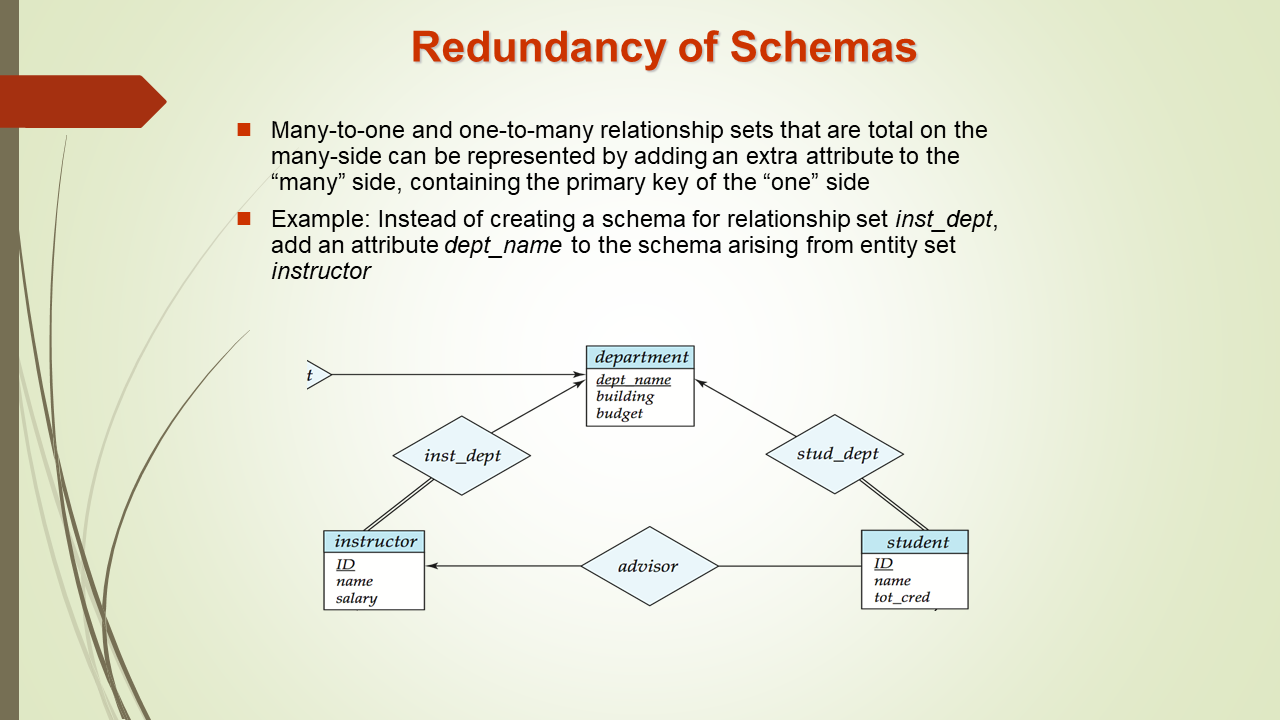 Redundancy of Schemas
Many-to-one and one-to-many relationship sets that are total on the
many-side can be represented by adding an extra attribute to the
“many” side, containing the primary key of the “one” side
Example: Instead of creating a schema for relationship set inst_dept,
add an attribute dept_name to the schema arising from entity set
instructor
department
t
dept_name
building
budget
inst_dept
stud_dept
instructor
ID
name
salary
advisor
student
ID
name
tot_cred